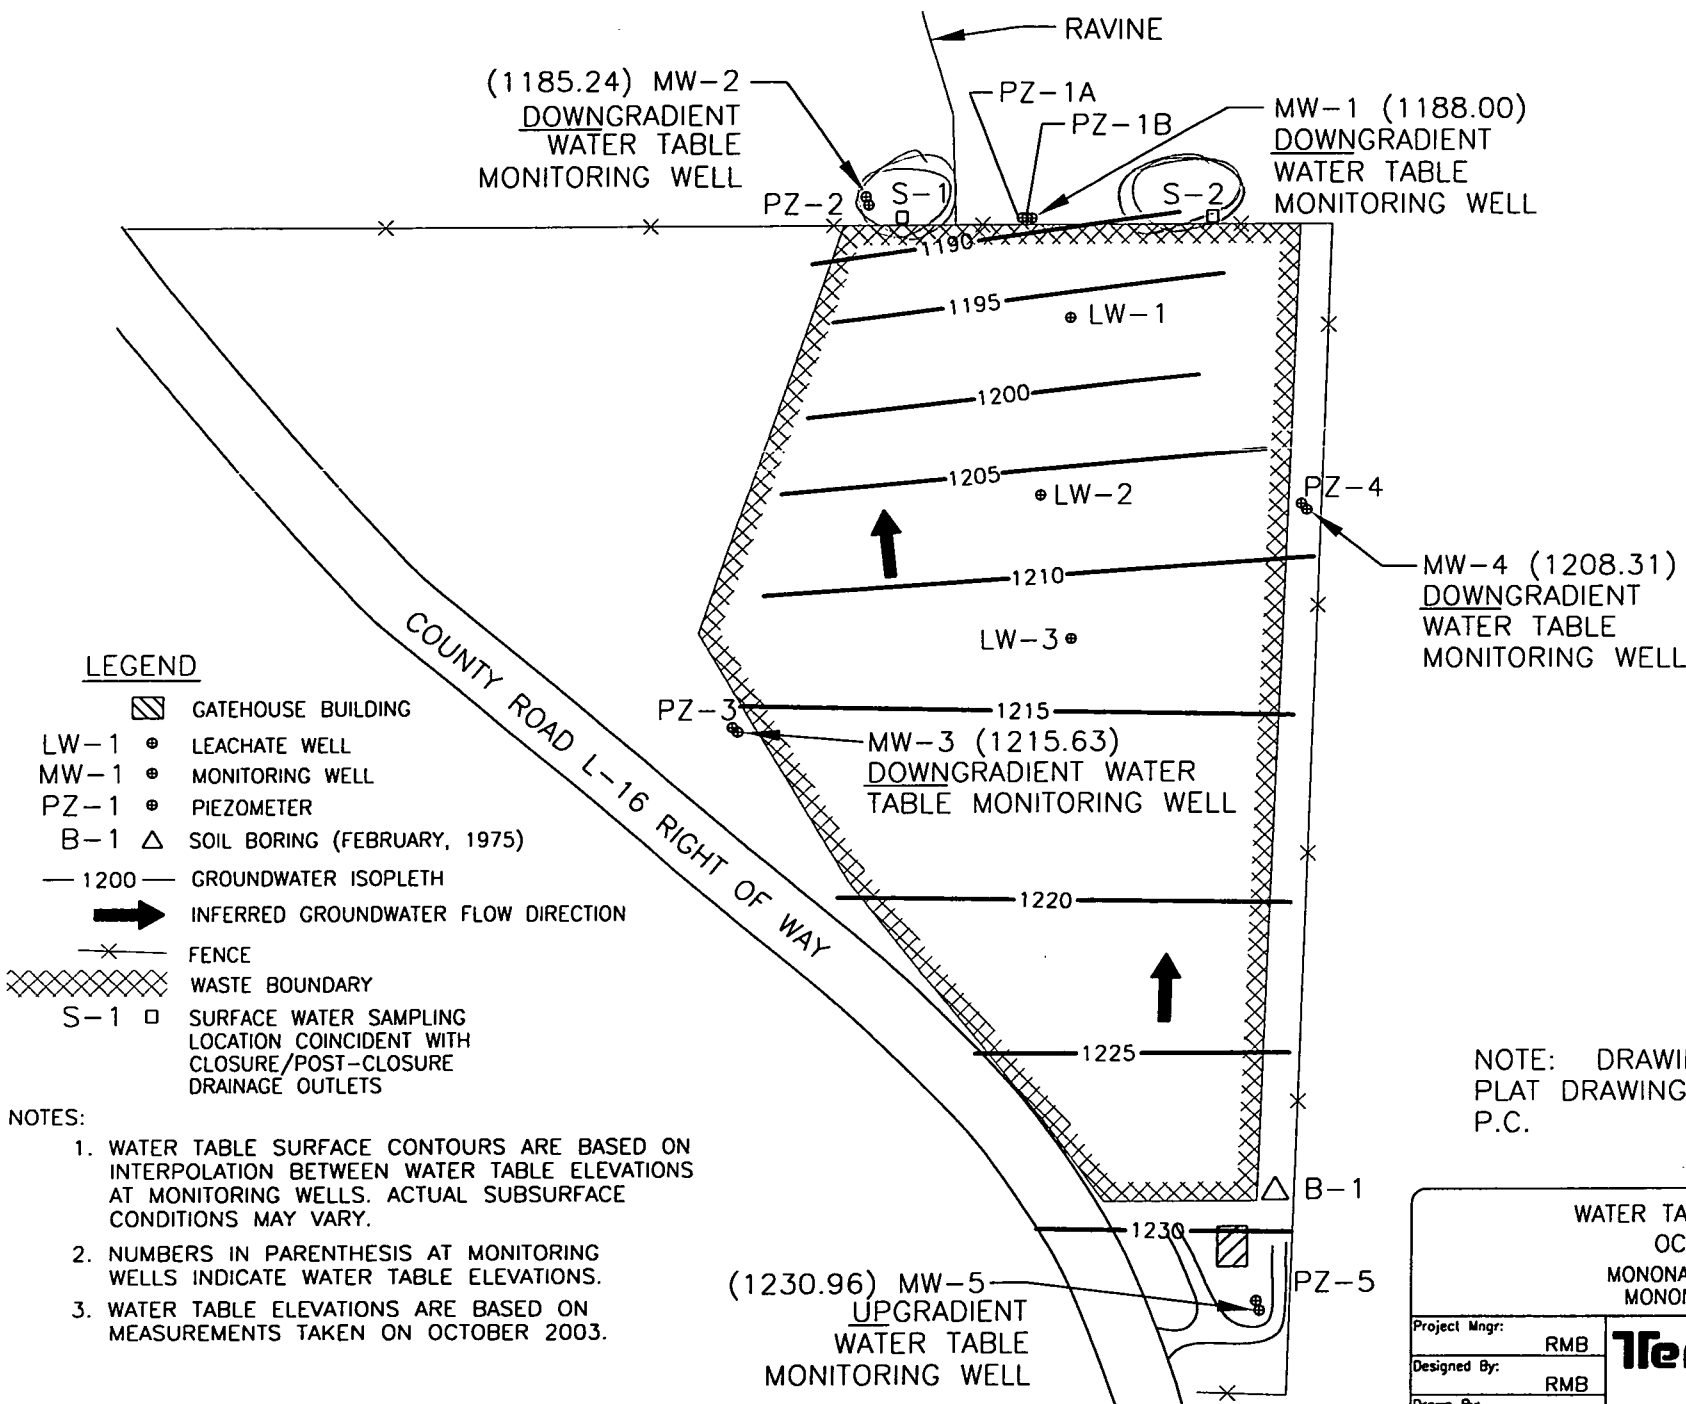 RAVINE
(1185.24) MW-2
DOWNGRADIENT
WATER TABLE
MONITORING WELL
PZ-1A
PZ-1B
MW-1 (1188.00)
DOWNGRADIENT
WATER TABLE
MONITORING WELL
PZ-2
S-1
S-2
1190
1195
LW-1
1200
1205
LW-2
PZ-4
MW-4 (1208.31)
DOWNGRADIENT
WATER TABLE
MONITORING WELL
1210
LW-3
COUNTY ROAD L-16 RIGHT OF WAY
PZ-3
1215
MW-3 (1215.63)
DOWNGRADIENT WATER
TABLE MONITORING WELL
1220
1225
B-1
1230
PZ-5
(1230.96) MW-5
UPGRADIENT
WATER TABLE
MONITORING WELL
LEGEND
GATEHOUSE BUILDING
LW-1 LEACHATE WELL
MW-1 MONITORING WELL
PZ-1 PIEZOMETER
B-1 SOIL BORING (FEBRUARY, 1975)
1200 GROUNDWATER ISOPLETH
INFERRED GROUNDWATER FLOW DIRECTION
FENCE
WASTE BOUNDARY
S-1 SURFACE WATER SAMPLING
LOCATION COINCIDENT WITH
CLOSURE/POST-CLOSURE
DRAINAGE OUTLETS
NOTES:
1. WATER TABLE SURFACE CONTOURS ARE BASED ON
INTERPOLATION BETWEEN WATER TABLE ELEVATIONS
AT MONITORING WELLS. ACTUAL SUBSURFACE
CONDITIONS MAY VARY.
2. NUMBERS IN PARENTHESIS AT MONITORING
WELLS INDICATE WATER TABLE ELEVATIONS.
3. WATER TABLE ELEVATIONS ARE BASED ON
MEASUREMENTS TAKEN ON OCTOBER 2003.
NOTE: DRAWI
PLAT DRAWING
P.C.
WATER TA
OC
MONONA
MONO
Project Mngr:
RMB
Designed By:
RMB